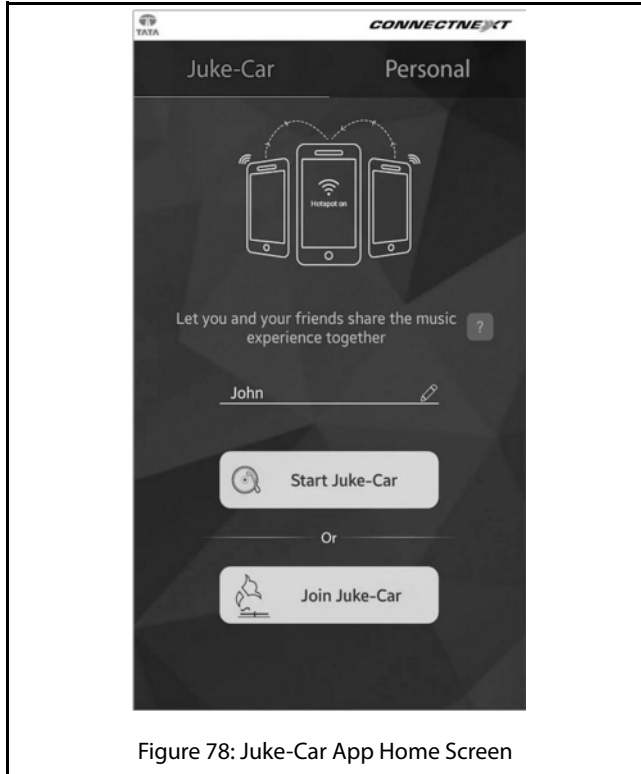 TATA
CONNECTNEXT
Juke-Car
Personal
Hotspot on
Let you and your friends share the music
experience together
?
John
Start Juke-Car
Or
Join Juke-Car
Figure 78: Juke-Car App Home Screen